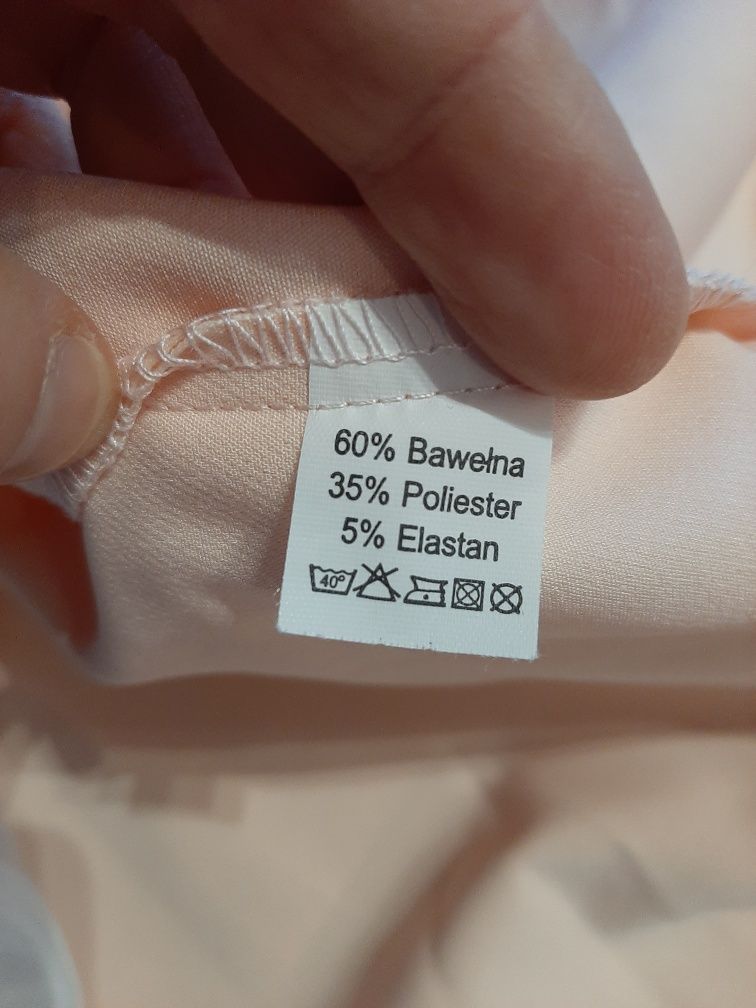 60% Bawełna
35% Poliester
5% Elastan
40°